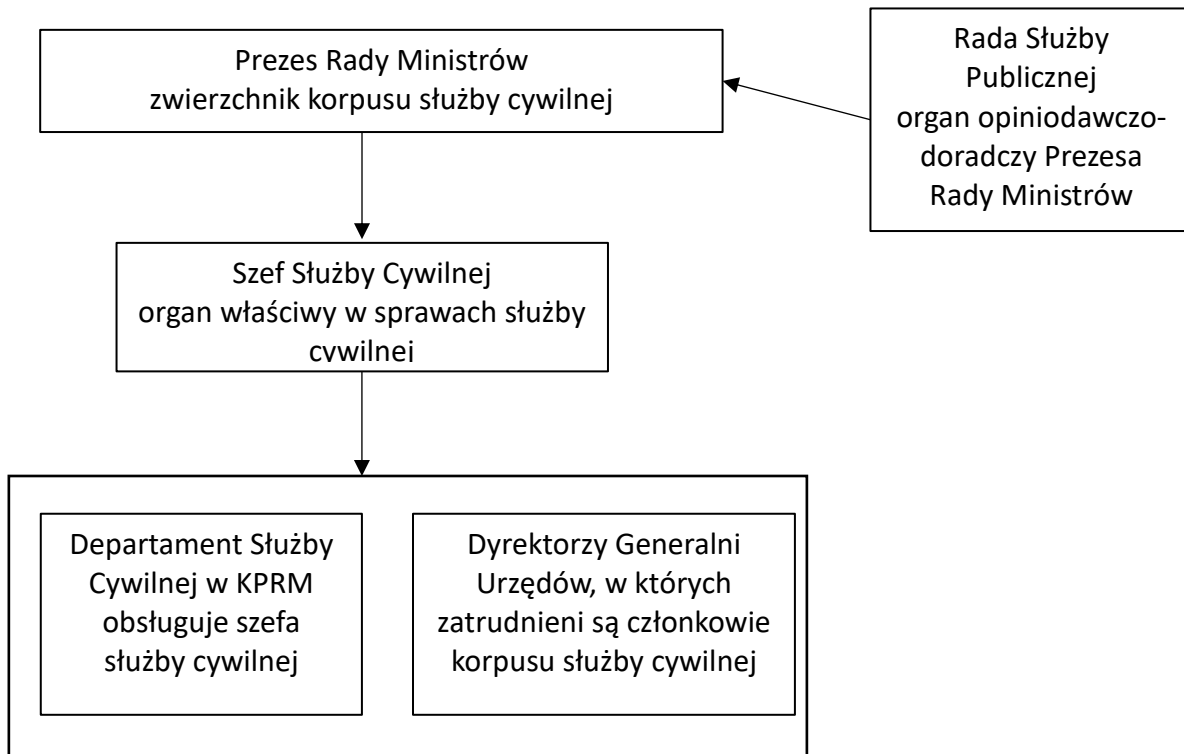 Prezes Rady Ministrów
zwierzchnik korpusu służby cywilnej
Rada Służby
Publicznej
organ opiniodawczo-
doradczy Prezesa
Rady Ministrów
Szef Służby Cywilnej
organ właściwy w sprawach służby
cywilnej
Departament Służby
Cywilnej w KPRM
obsługuje szefa
służby cywilnej
Dyrektorzy Generalni
Urzędów, w których
zatrudnieni są członkowie
korpusu służby cywilnej